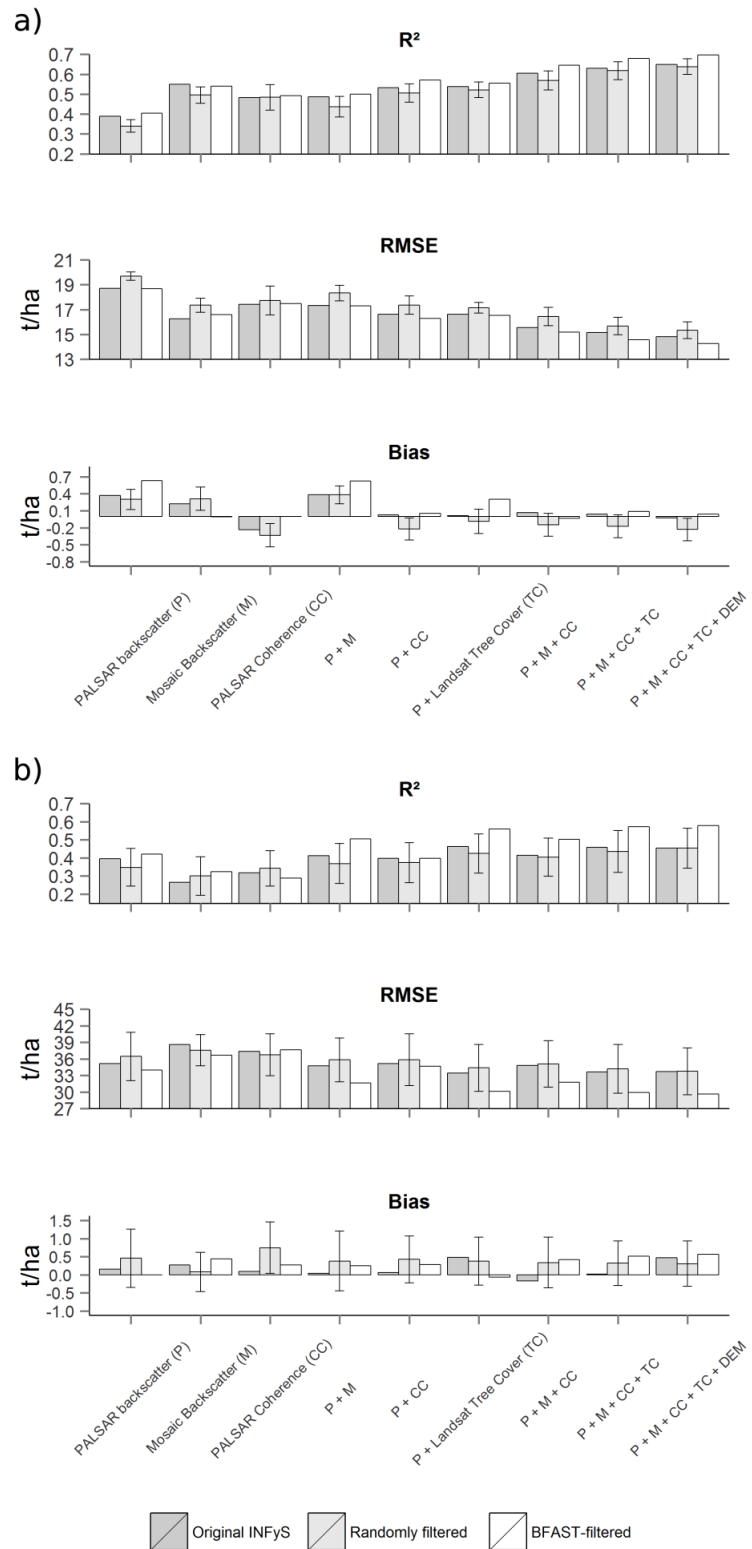 a)
R²
0.7
0.6
0.5
0.4
0.3
0.2
RMSE
t/ha
21
19
17
15
13
Bias
t/ha
0.7
0.4
0.1
-0.2
-0.5
-0.8
PALSAR backscatter (P)
Mosaic Backscatter (M)
PALSAR Coherence (CC)
P + M
P + CC
P + Landsat Tree Cover (TC)
P + M + CC
P + M + CC + TC
P + M + CC + TC + DEM
b)
R²
0.7
0.6
0.5
0.4
0.3
0.2
RMSE
t/ha
45
42
39
36
33
30
27
Bias
t/ha
1.5
1.0
0.5
0.0
-0.5
-1.0
PALSAR backscatter (P)
Mosaic Backscatter (M)
PALSAR Coherence (CC)
P + M
P + CC
P + Landsat Tree Cover (TC)
P + M + CC
P + M + CC + TC
P + M + CC + TC + DEM
Original INFyS Randomly filtered BFAST-filtered